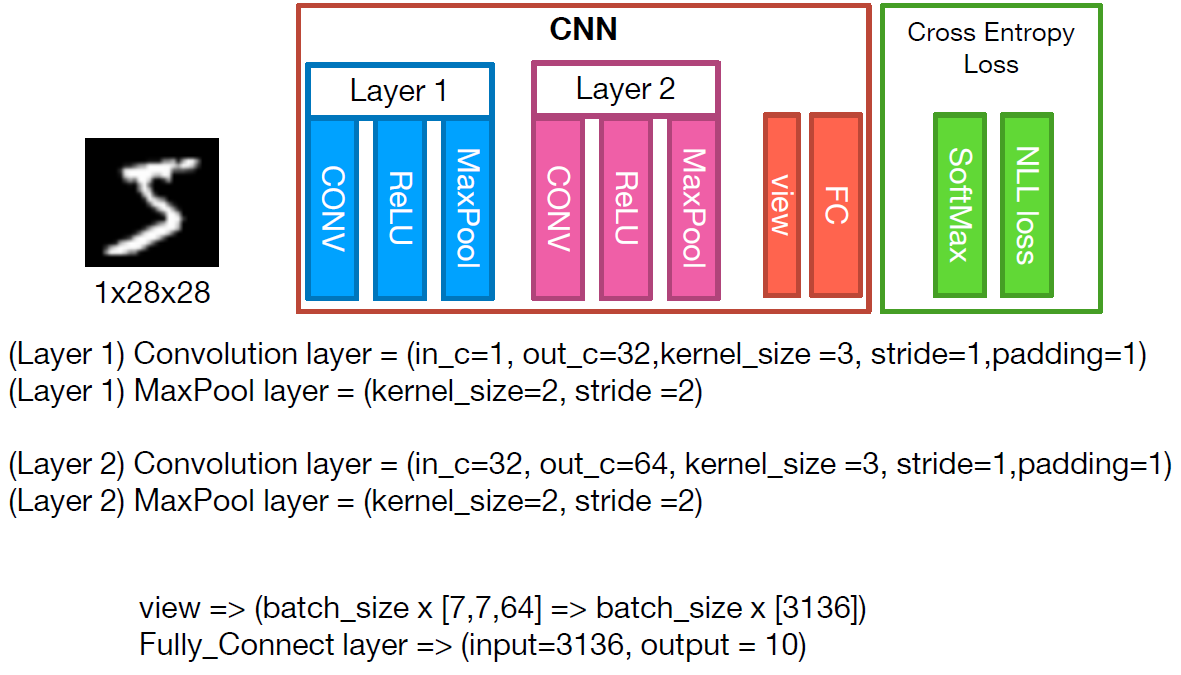 CNN
Cross Entropy
Loss
Layer 1
Layer 2
CONV
ReLU
MaxPool
CONV
ReLU
MaxPool
view
FC
SoftMax
NLL loss
1x28x28
(Layer 1) Convolution layer = (in_c=1, out_c=32,kernel_size =3, stride=1,padding=1)
(Layer 1) MaxPool layer = (kernel_size=2, stride =2)
(Layer 2) Convolution layer = (in_c=32, out_c=64, kernel_size =3, stride=1,padding=1)
(Layer 2) MaxPool layer = (kernel_size=2, stride =2)
view => (batch_size x [7,7,64] => batch_size x [3136])
Fully_Connect layer => (input=3136, output = 10)